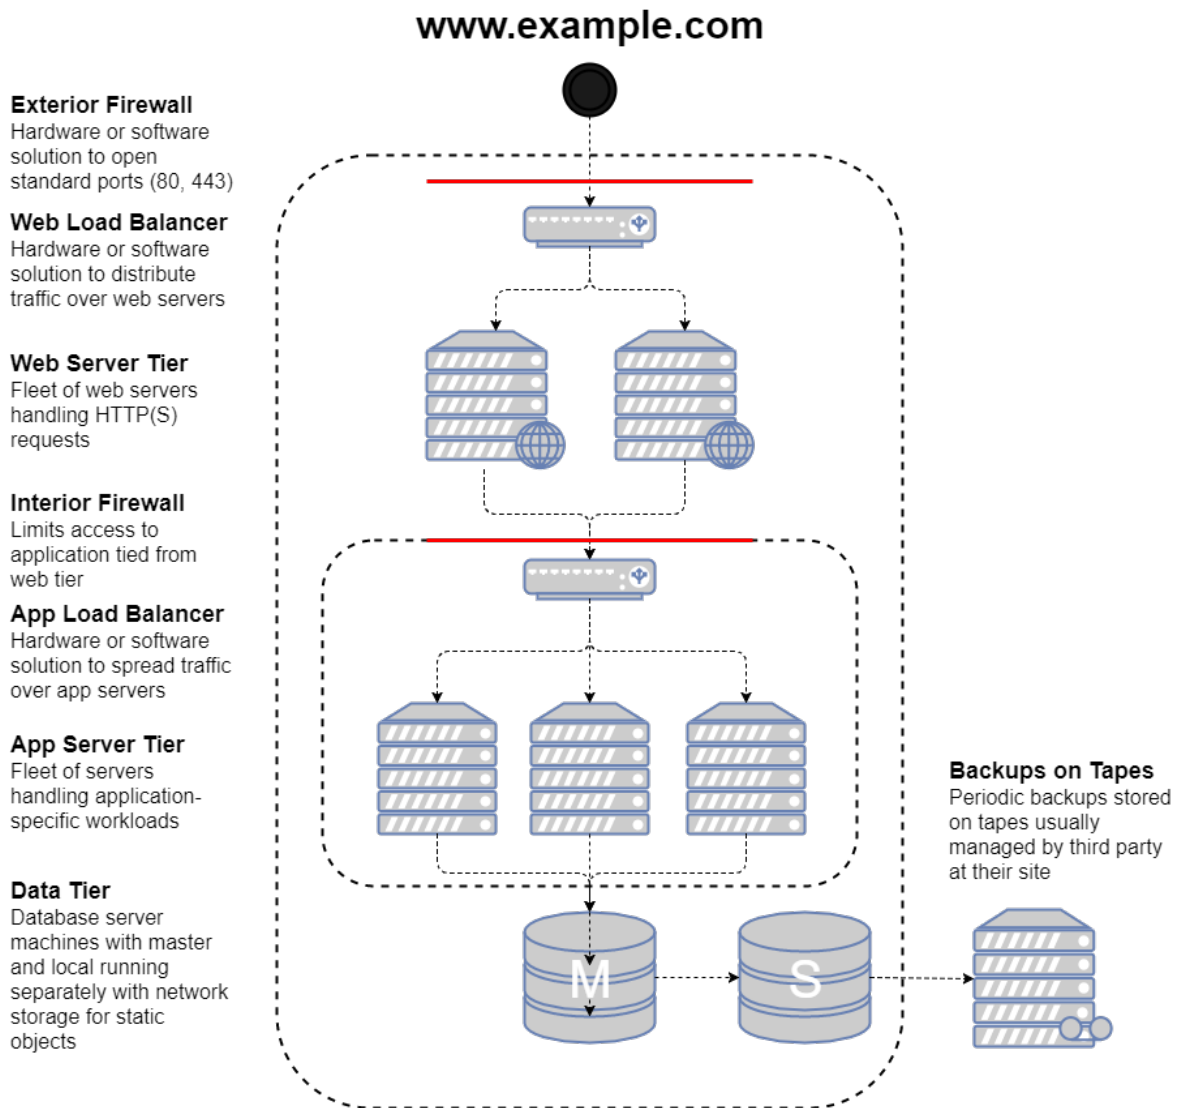 www.example.com
Exterior Firewall
Hardware or software
solution to open
standard ports (80, 443)
Web Load Balancer
Hardware or software
solution to distribute
traffic over web servers
Web Server Tier
Fleet of web servers
handling HTTP(S)
requests
Interior Firewall
Limits access to
application tied from
web tier
App Load Balancer
Hardware or software
solution to spread traffic
over app servers
App Server Tier
Fleet of servers
handling application-
specific workloads
Data Tier
Database server
machines with master
and local running
separately with network
storage for static
objects
M
S
Backups on Tapes
Periodic backups stored
on tapes usually
managed by third party
at their site